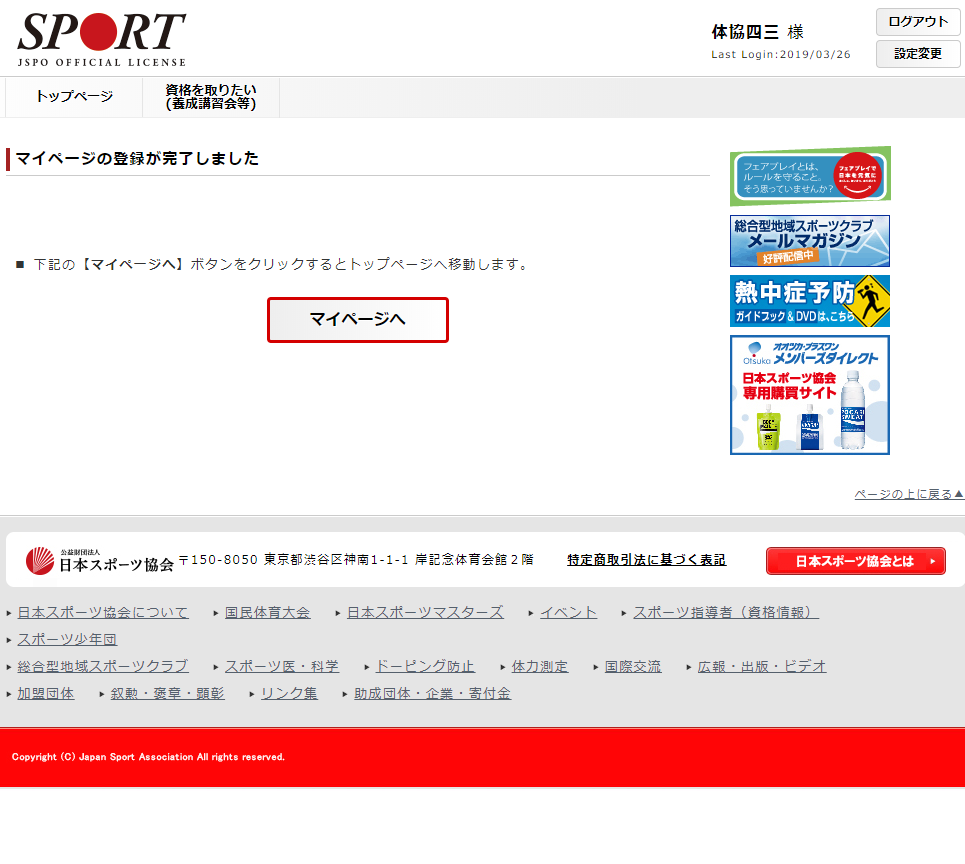 SPORT
JSPO OFFICIAL LICENSE
体協四三 様
Last Login:2019/03/26
ログアウト
設定変更
トップページ
資格を取りたい
(養成講習会等)
マイページの登録が完了しました
■ 下記の【マイページへ】ボタンをクリックするとトップページへ移動します。
マイページへ
フェアプレイとは、
ルールを守ること。
そう思っていませんか？
フェアプレイで
日本を元気に
総合型地域スポーツクラブ
メールマガジン
好評配信中
熱中症予防
ガイドブック＆DVDは、こちら
Otsuka
オオツカ・プラスワン
メンバーズダイレクト
日本スポーツ協会
専用購買サイト
POCARI
SWEAT
ページの上に戻る▲
公益財団法人
日本スポーツ協会
〒150-8050 東京都渋谷区神南1-1-1 岸記念体育会館２階
特定商取引法に基づく表記
日本スポーツ協会とは
日本スポーツ協会について 国民体育大会 日本スポーツマスターズ イベント スポーツ指導者（資格情報）
スポーツ少年団
総合型地域スポーツクラブ スポーツ医・科学 ドーピング防止 体力測定 国際交流 広報・出版・ビデオ
加盟団体 叙勲・褒章・顕彰 リンク集 助成団体・企業・寄付金
Copyright (C) Japan Sport Association All rights reserved.